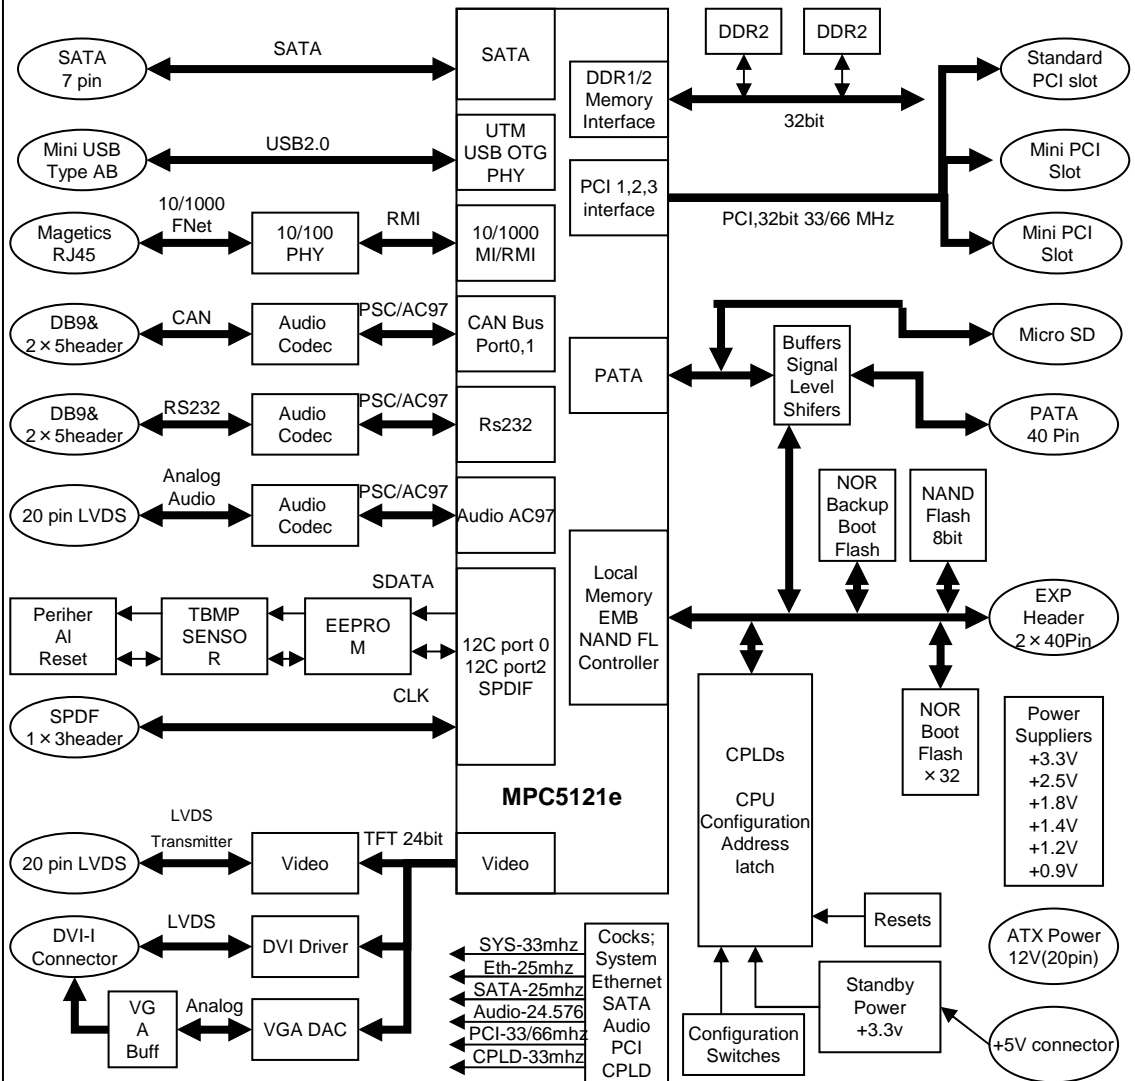 SATA
7 pin
SATA
SATA
Mini USB
Type AB
USB2.0
UTM
USB OTG
PHY
Magetics
RJ45
10/1000
FNet
10/100
PHY
RMI
10/1000
MI/RMI
DB9&
2×5header
CAN
Audio
Codec
PSC/AC97
CAN Bus
Port0,1
DB9&
2×5header
RS232
Audio
Codec
PSC/AC97
Rs232
20 pin LVDS
Analog
Audio
Audio
Codec
PSC/AC97
Audio AC97
Periher
AI
Reset
TBMP
SENSO
R
EEPRO
M
SDATA
12C port 0
12C port2
SPDIF
SPDF
1×3header
CLK
MPC5121e
20 pin LVDS
LVDS
Transmitter
Video
TFT 24bit
Video
DVI-I
Connector
LVDS
DVI Driver
VG
A
Buff
Analog
VGA DAC
DDR1/2
Memory
Interface
DDR2
DDR2
32bit
PCI 1,2,3
interface
PCI,32bit 33/66 MHz
Standard
PCI slot
Mini PCI
Slot
Mini PCI
Slot
PATA
Buffers
Signal
Level
Shifers
Micro SD
PATA
40 Pin
Local
Memory
EMB
NAND FL
Controller
NOR
Backup
Boot
Flash
NAND
Flash
8bit
EXP
Header
2×40Pin
CPLDs
CPU
Configuration
Address
latch
NOR
Boot
Flash
×32
Power
Suppliers
+3.3V
+2.5V
+1.8V
+1.4V
+1.2V
+0.9V
Resets
ATX Power
12V(20pin)
Standby
Power
+3.3v
+5V connector
Configuration
Switches
SYS-33mhz
Eth-25mhz
SATA-25mhz
Audio-24.576
PCI-33/66mhz
CPLD-33mhz
Cocks;
System
Ethernet
SATA
Audio
PCI
CPLD